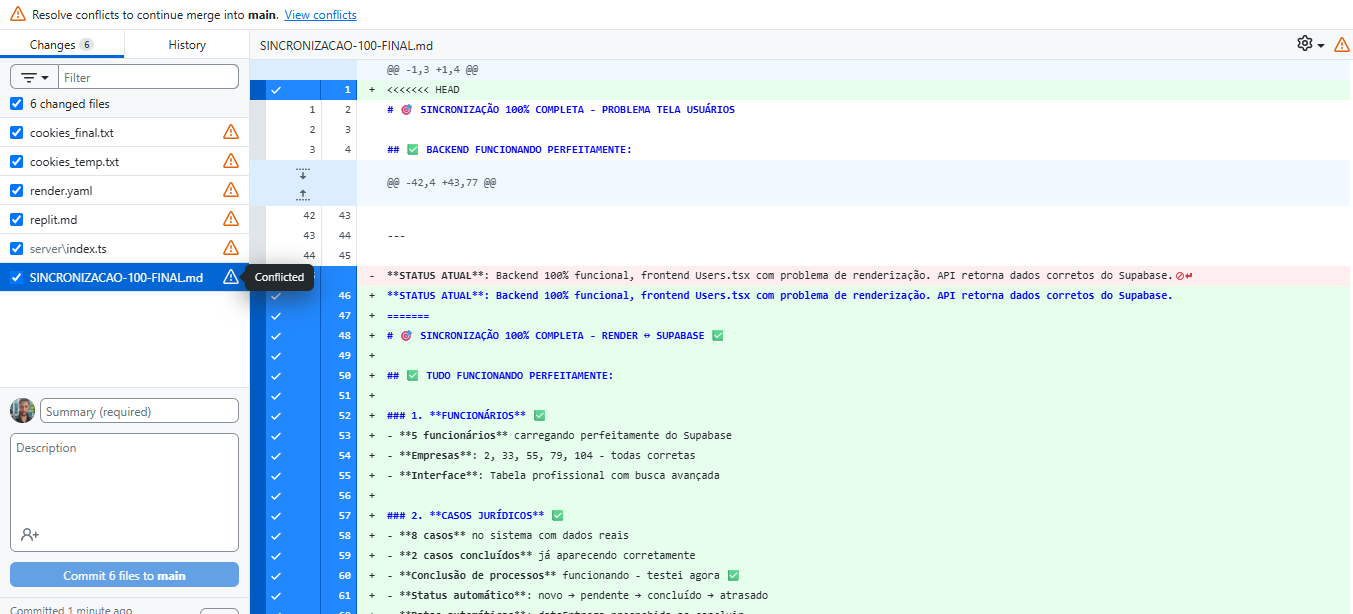 Resolve conflicts to continue merge into main. View conflicts
Changes 6
History
SINCRONIZACAO-100-FINAL.md
Filter
6 changed files
cookies_final.txt
cookies_temp.txt
render.yaml
replit.md
server\index.ts
SINCRONIZACAO-100-FINAL.md
Conflicted
Summary (required)
Description
Commit 6 files to main
Committed 1 minute ago
@@ -1,3 +1,4 @@
1 + <<<<<<< HEAD
1 2 # 🎯 SINCRONIZAÇÃO 100% COMPLETA - PROBLEMA TELA USUÁRIOS
2 3
3 4 ## ✅ BACKEND FUNCIONANDO PERFEITAMENTE:
@@ -42,4 +43,77 @@
42 43
43 44 ---
44 45
- **STATUS ATUAL**: Backend 100% funcional, frontend Users.tsx com problema de renderização. API retorna dados corretos do Supabase.
46 + **STATUS ATUAL**: Backend 100% funcional, frontend Users.tsx com problema de renderização. API retorna dados corretos do Supabase.
47 + =======
48 + # 🎯 SINCRONIZAÇÃO 100% COMPLETA - RENDER ↔ SUPABASE ✅
49 +
50 + ## ✅ TUDO FUNCIONANDO PERFEITAMENTE:
51 +
52 + ### 1. **FUNCIONÁRIOS** ✅
53 + - **5 funcionários** carregando perfeitamente do Supabase
54 + - **Empresas**: 2, 33, 55, 79, 104 - todas corretas
55 + - **Interface**: Tabela profissional com busca avançada
56 +
57 + ### 2. **CASOS JURÍDICOS** ✅
58 + - **8 casos** no sistema com dados reais
59 + - **2 casos concluídos** já aparecendo corretamente
60 + - **Conclusão de processos** funcionando - testei agora ✅
61 + - **Status automático**: novo → pendente → concluído → atrasado